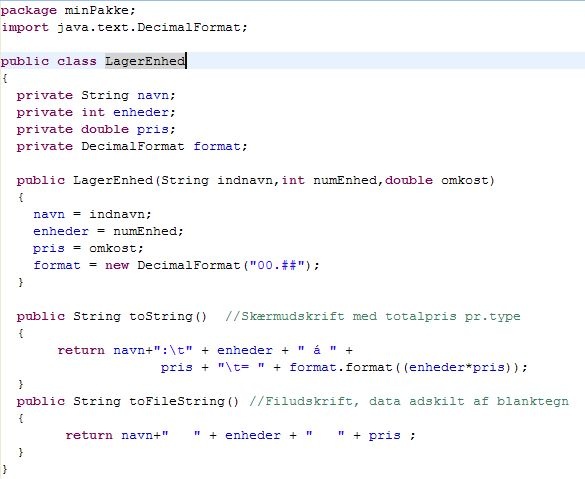 package minPakke;
import java.text.DecimalFormat;
public class LagerEnhed
{
private String navn;
private int enheder;
private double pris;
private DecimalFormat format;
public LagerEnhed(String indnavn,int numEnhed,double omkost)
{
navn = indnavn;
enheder = numEnhed;
pris = omkost;
format = new DecimalFormat("00.##");
}
public String toString()  //Skærmudskrift med totalpris pr.type
{
return navn+":\t" + enheder + " á " +
pris + "\t= " + format.format((enheder*pris));
}
public String toFileString() //Filudskrift, data adskilt af blanktegn
{
return navn+"   " + enheder + "   " + pris ;
}
}